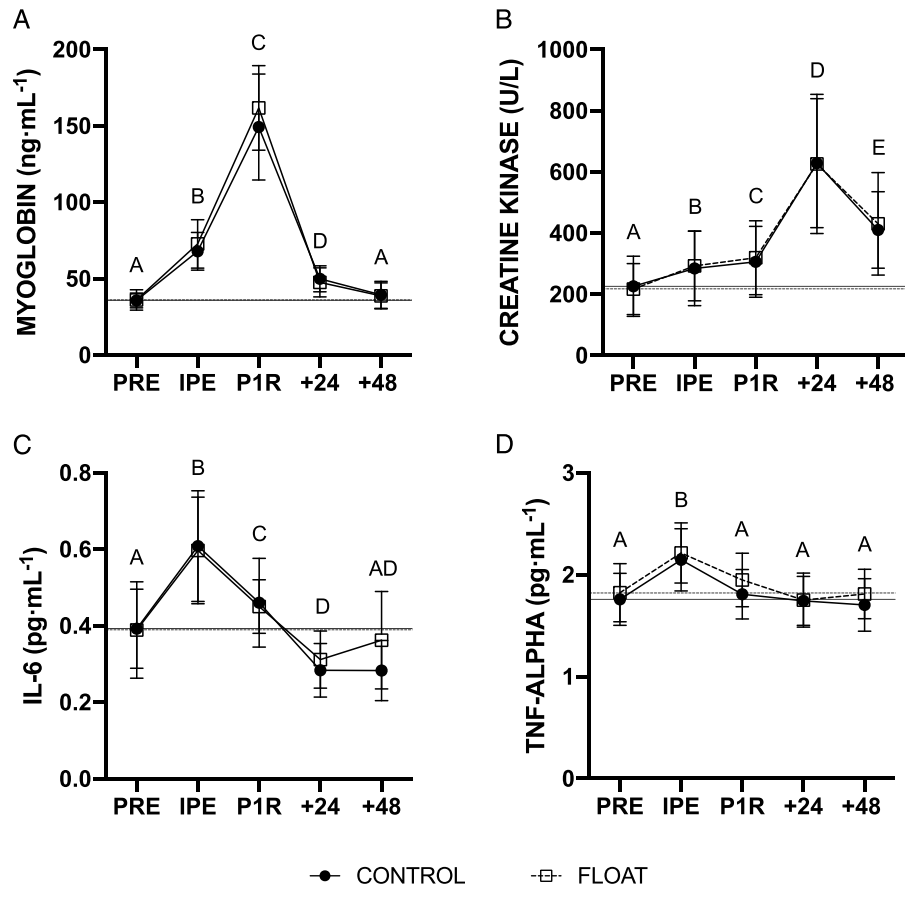 A
MYOGLOBIN (ng·mL⁻¹)
200
150
100
50
0
A
B
C
D
A
PRE IPE P1R +24 +48
B
CREATINE KINASE (U/L)
1000
800
600
400
200
0
A
B
C
D
E
PRE IPE P1R +24 +48
C
IL-6 (pg·mL⁻¹)
0.8
0.6
0.4
0.2
0.0
A
B
C
D
AD
PRE IPE P1R +24 +48
D
TNF-ALPHA (pg·mL⁻¹)
3
2
1
0
A
B
A
A
A
PRE IPE P1R +24 +48
CONTROL FLOAT